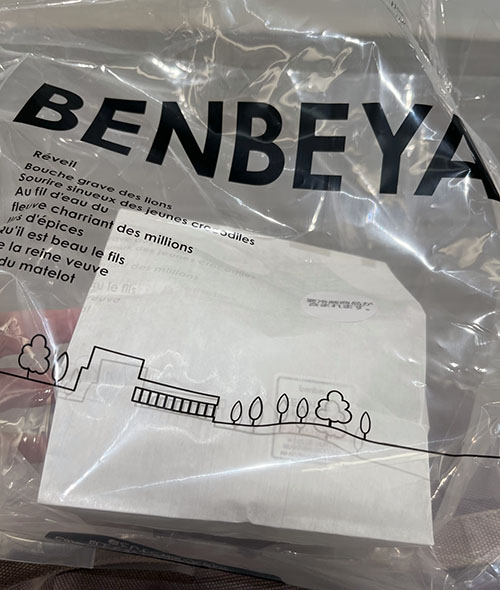 BENBEYA
Réveil
Bouche grave des lions
Sourire sinueux des jeunes crocodiles
Au fil d'eau du
fleuve charriant des millions
d'épices
qu'il est beau le fils
de la reine veuve
du matelot